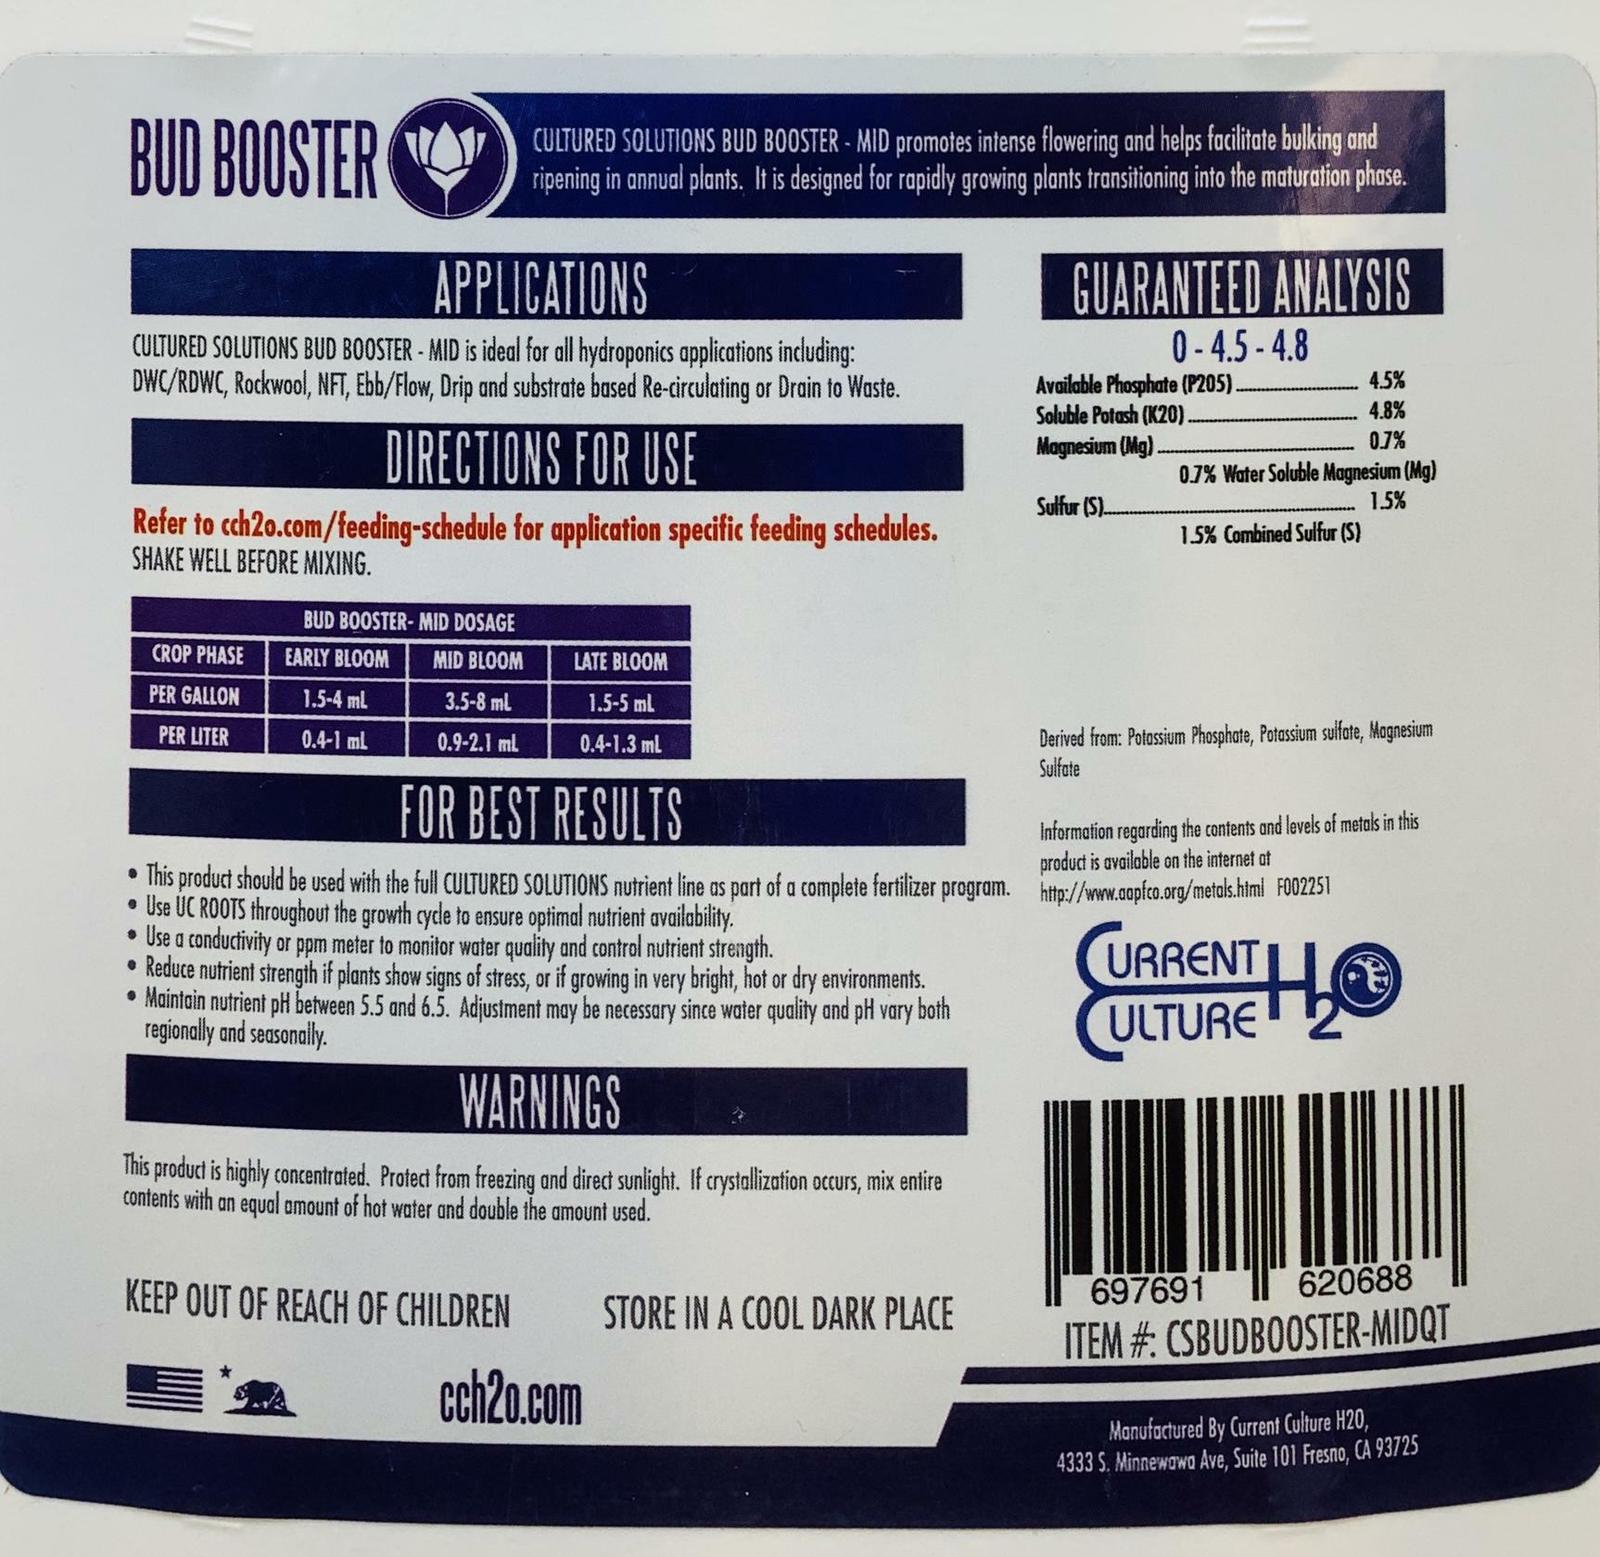 BUD BOOSTER
CULTURED SOLUTIONS BUD BOOSTER - MID promotes intense flowering and helps facilitate bulking and
ripening in annual plants. It is designed for rapidly growing plants transitioning into the maturation phase.
APPLICATIONS
CULTURED SOLUTIONS BUD BOOSTER - MID is ideal for all hydroponics applications including:
DWC/RDWC, Rockwool, NFT, Ebb/Flow, Drip and substrate based Re-circulating or Drain to Waste.
DIRECTIONS FOR USE
Refer to cch2o.com/feeding-schedule for application specific feeding schedules.
SHAKE WELL BEFORE MIXING.
BUD BOOSTER- MID DOSAGE
CROP PHASE EARLY BLOOM MID BLOOM LATE BLOOM
PER GALLON 1.5-4 mL 3.5-8 mL 1.5-5 mL
PER LITER 0.4-1 mL 0.9-2.1 mL 0.4-1.3 mL
FOR BEST RESULTS
• This product should be used with the full CULTURED SOLUTIONS nutrient line as part of a complete fertilizer program.
• Use UC ROOTS throughout the growth cycle to ensure optimal nutrient availability.
• Use a conductivity or ppm meter to monitor water quality and control nutrient strength.
• Reduce nutrient strength if plants show signs of stress, or if growing in very bright, hot or dry environments.
• Maintain nutrient pH between 5.5 and 6.5. Adjustment may be necessary since water quality and pH vary both
regionally and seasonally.
WARNINGS
This product is highly concentrated. Protect from freezing and direct sunlight. If crystallization occurs, mix entire
contents with an equal amount of hot water and double the amount used.
KEEP OUT OF REACH OF CHILDREN STORE IN A COOL DARK PLACE
cch2o.com
GUARANTEED ANALYSIS
0 - 4.5 - 4.8
Available Phosphate (P205) 4.5%
Soluble Potash (K20) 4.8%
Magnesium (Mg) 0.7%
0.7% Water Soluble Magnesium (Mg)
Sulfur (S) 1.5%
1.5% Combined Sulfur (S)
Derived from: Potassium Phosphate, Potassium sulfate, Magnesium
Sulfate
Information regarding the contents and levels of metals in this
product is available on the internet at
http://www.aapfco.org/metals.html F002251
CURRENT
CULTURE H2O
697691 620688
ITEM #: CSBUDBOOSTER-MIDQT
Manufactured By Current Culture H20,
4333 S. Minnewawa Ave, Suite 101 Fresno, CA 93725